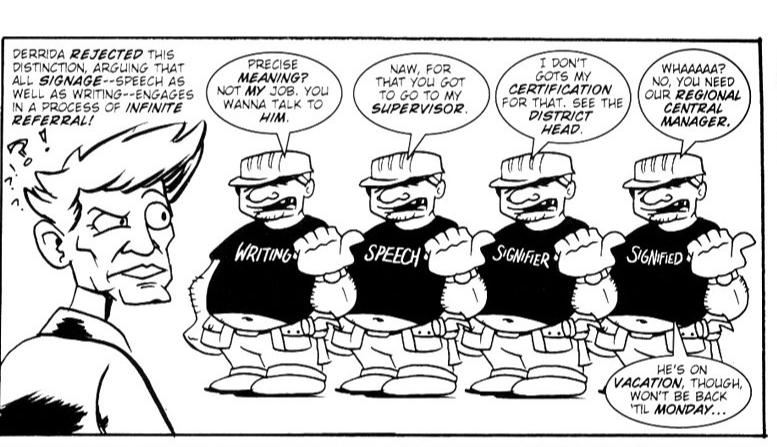 DERRIDA REJECTED THIS
DISTINCTION, ARGUING THAT
ALL SIGNAGE--SPEECH AS
WELL AS WRITING--ENGAGES
IN A PROCESS OF INFINITE
REFERRAL!
?!?!
PRECISE
MEANING?
NOT MY JOB. YOU
WANNA TALK TO
HIM.
NAW, FOR
THAT YOU GOT
TO GO TO MY
SUPERVISOR.
I DON'T
GOTS MY
CERTIFICATION
FOR THAT. SEE THE
DISTRICT
HEAD.
WHAAAAA?
NO, YOU NEED
OUR REGIONAL
CENTRAL
MANAGER.
WRITING
SPEECH
SIGNIFIER
SIGNIFIED
HE'S ON
VACATION, THOUGH,
WON'T BE BACK
'TIL MONDAY...